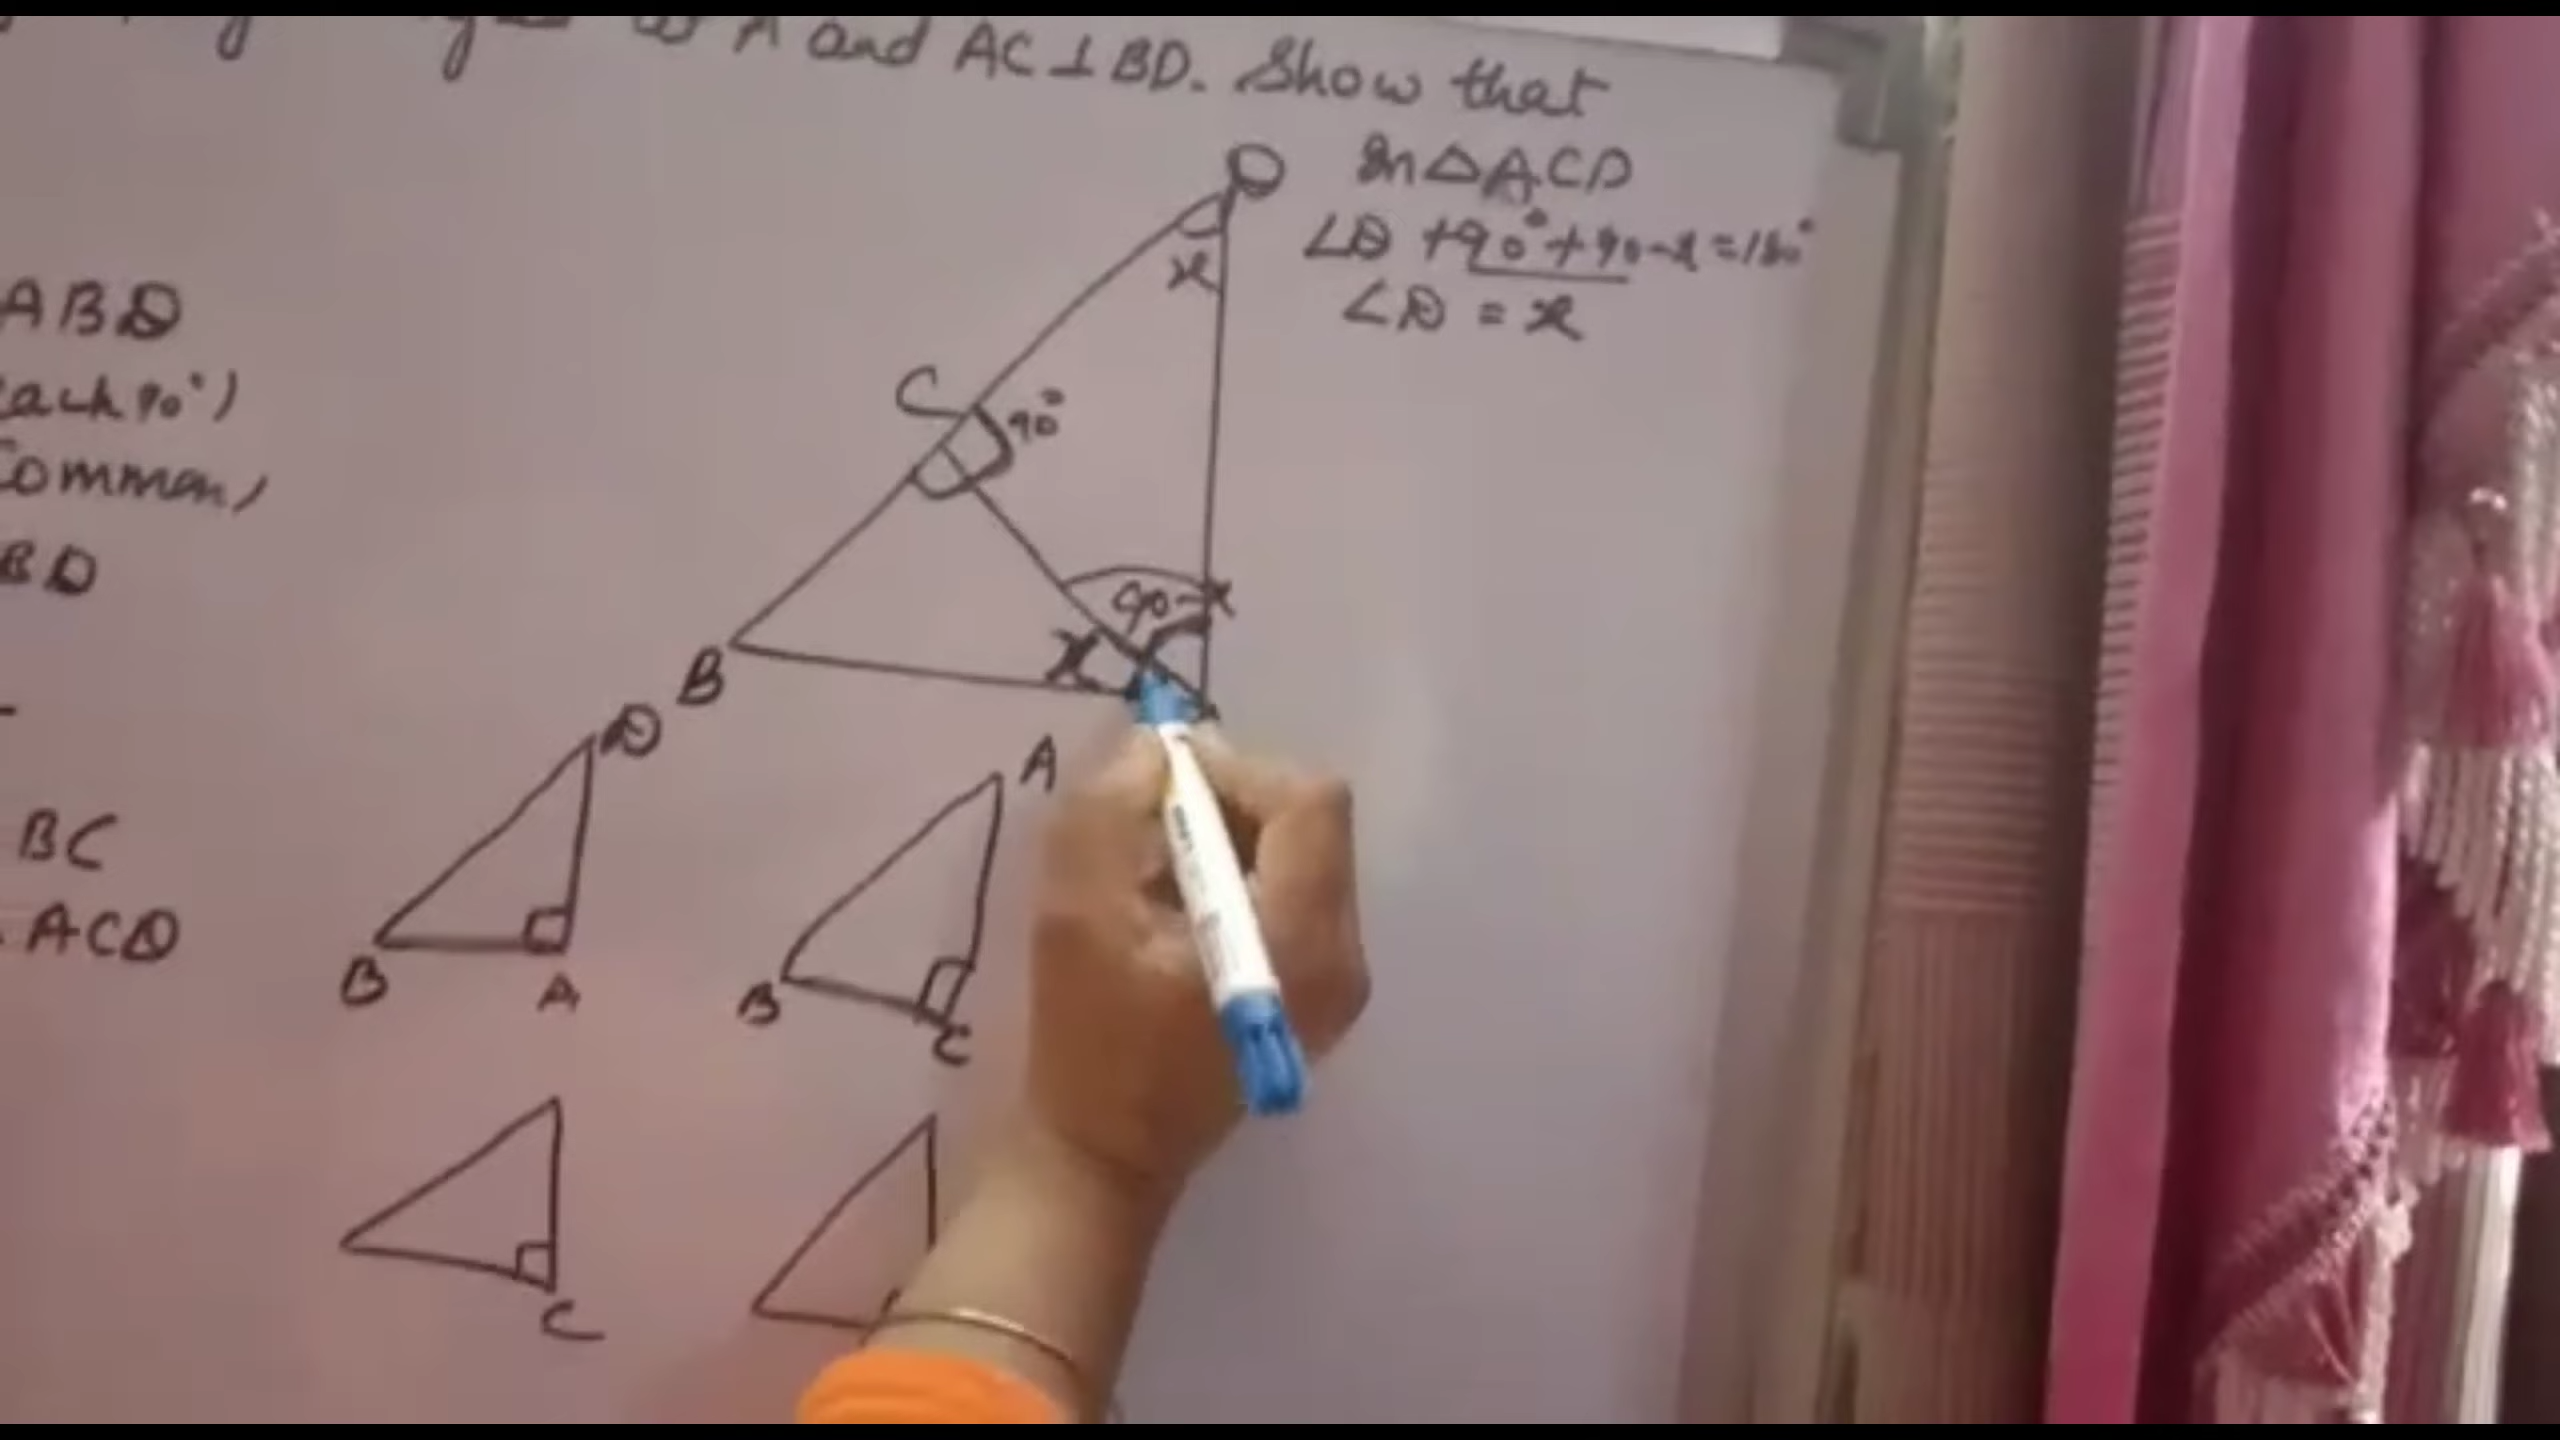 A and AC ⊥ BD. Show that
In △ACD
∠D + 90° + 90-x = 180°
∠D = x
D
x
C
90°
90-x
x
B
A
ABD
(each 90°)
Common)
BD
BC
ACD
D
B
A
A
B
C
C